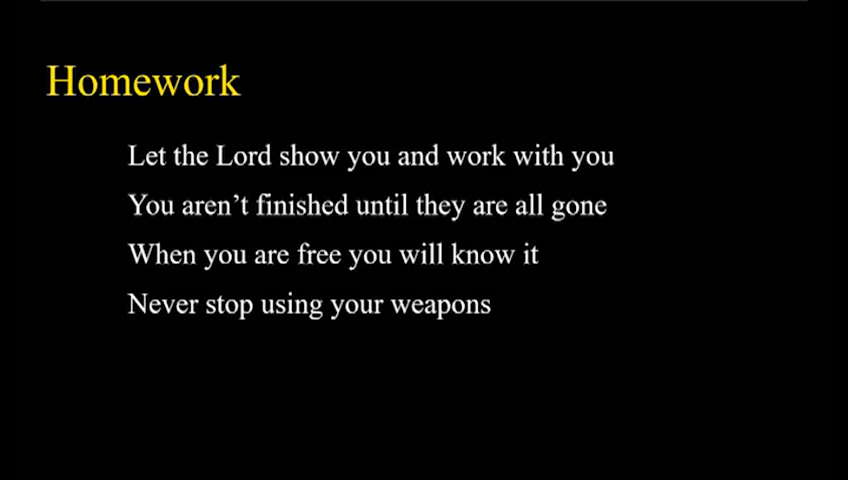 Homework
Let the Lord show you and work with you
You aren’t finished until they are all gone
When you are free you will know it
Never stop using your weapons